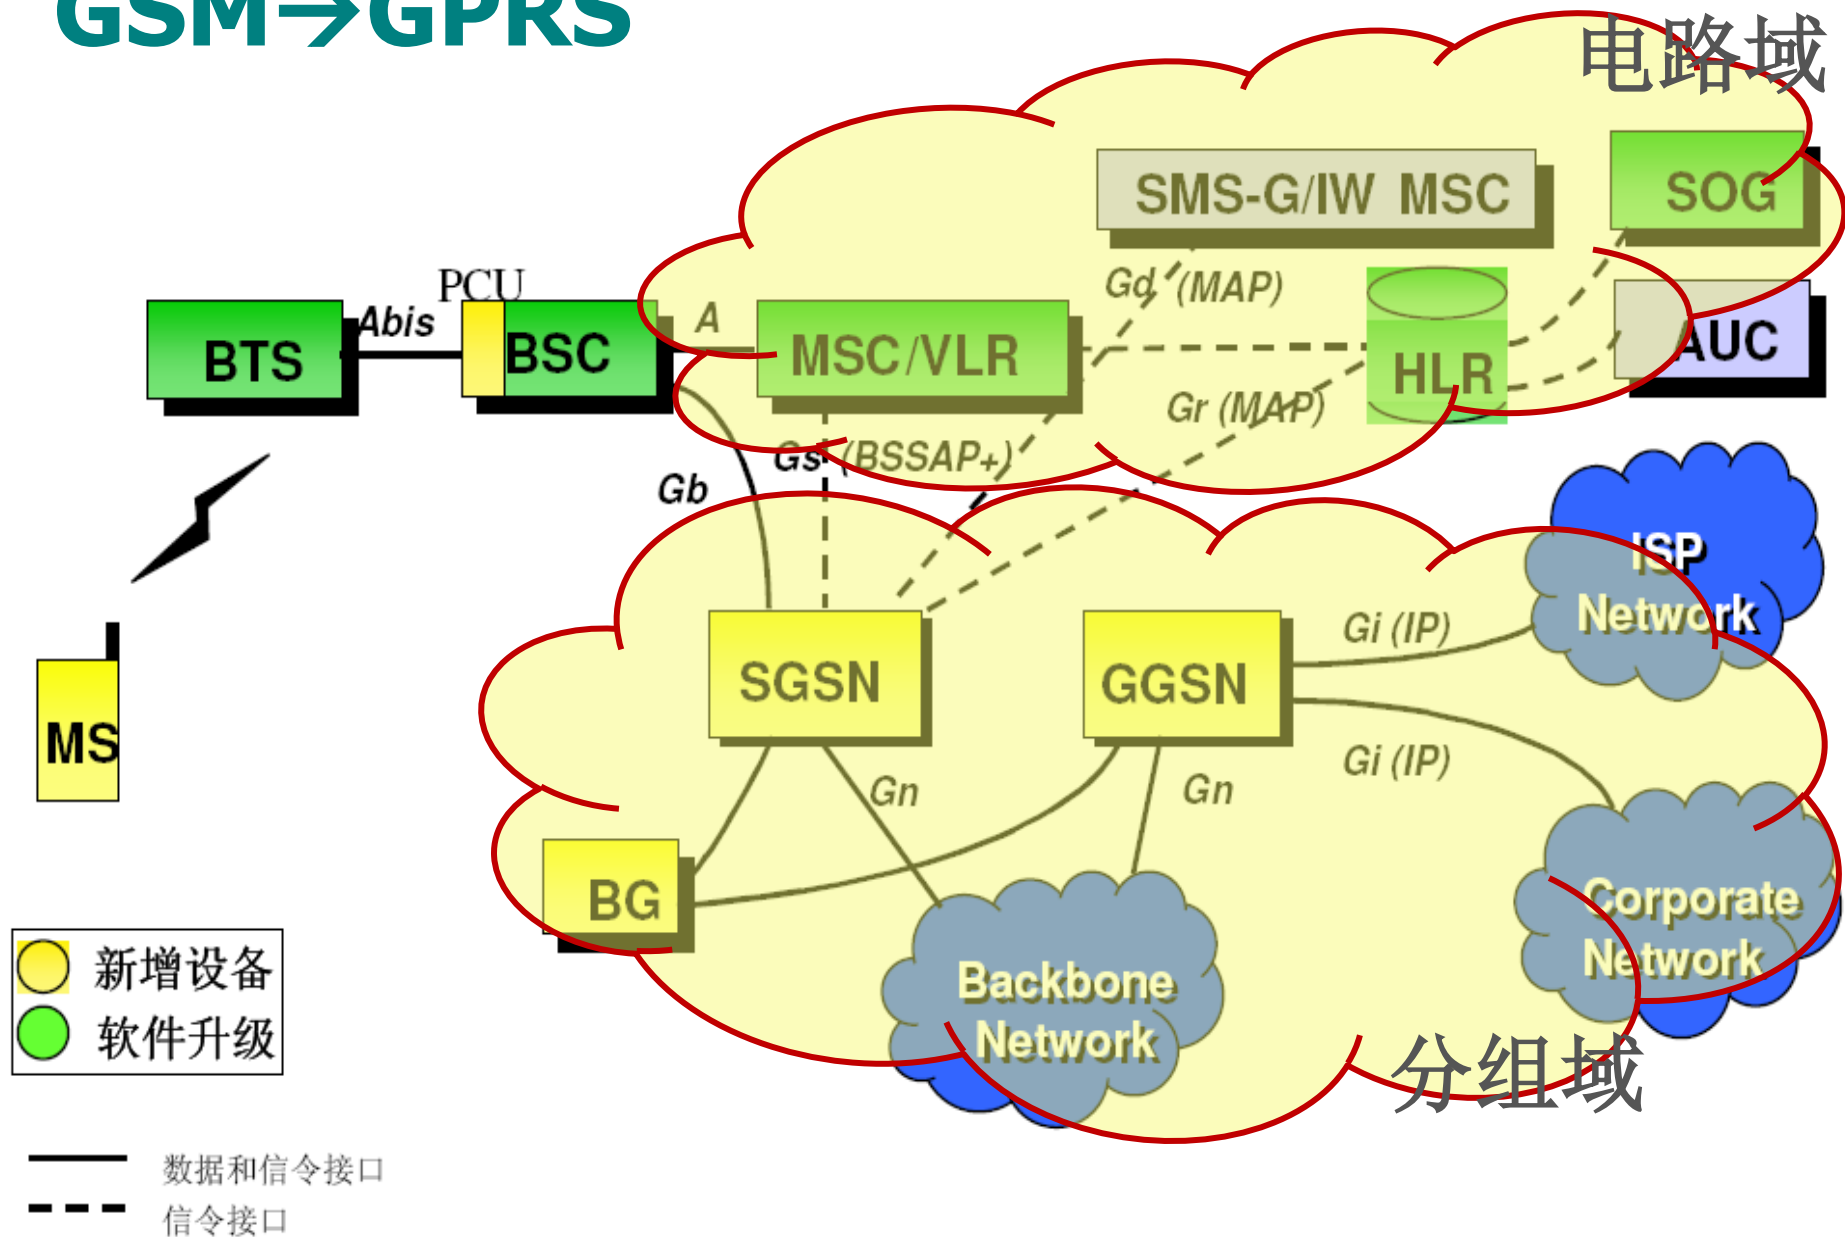 GSM→GPRS
电路域
SMS-G/IW MSC
SOG
Gd (MAP)
PCU
Abis
A
BTS
BSC
MSC/VLR
HLR
AUC
Gr (MAP)
Gs (BSSAP+)
Gb
ISP
Network
SGSN
GGSN
Gi (IP)
MS
Gn
Gn
Gi (IP)
BG
Corporate
Network
Backbone
Network
新增设备
软件升级
分组域
数据和信令接口
信令接口